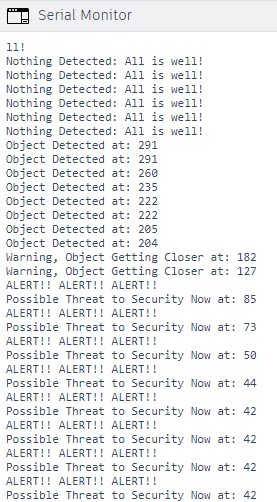 Serial Monitor
ll!
Nothing Detected: All is well!
Nothing Detected: All is well!
Nothing Detected: All is well!
Nothing Detected: All is well!
Nothing Detected: All is well!
Nothing Detected: All is well!
Object Detected at: 291
Object Detected at: 291
Object Detected at: 260
Object Detected at: 235
Object Detected at: 222
Object Detected at: 222
Object Detected at: 205
Object Detected at: 204
Warning, Object Getting Closer at: 182
Warning, Object Getting Closer at: 127
ALERT!! ALERT!! ALERT!!
Possible Threat to Security Now at: 85
ALERT!! ALERT!! ALERT!!
Possible Threat to Security Now at: 73
ALERT!! ALERT!! ALERT!!
Possible Threat to Security Now at: 50
ALERT!! ALERT!! ALERT!!
Possible Threat to Security Now at: 44
ALERT!! ALERT!! ALERT!!
Possible Threat to Security Now at: 42
ALERT!! ALERT!! ALERT!!
Possible Threat to Security Now at: 42
ALERT!! ALERT!! ALERT!!
Possible Threat to Security Now at: 42
ALERT!! ALERT!! ALERT!!
Possible Threat to Security Now at: 42